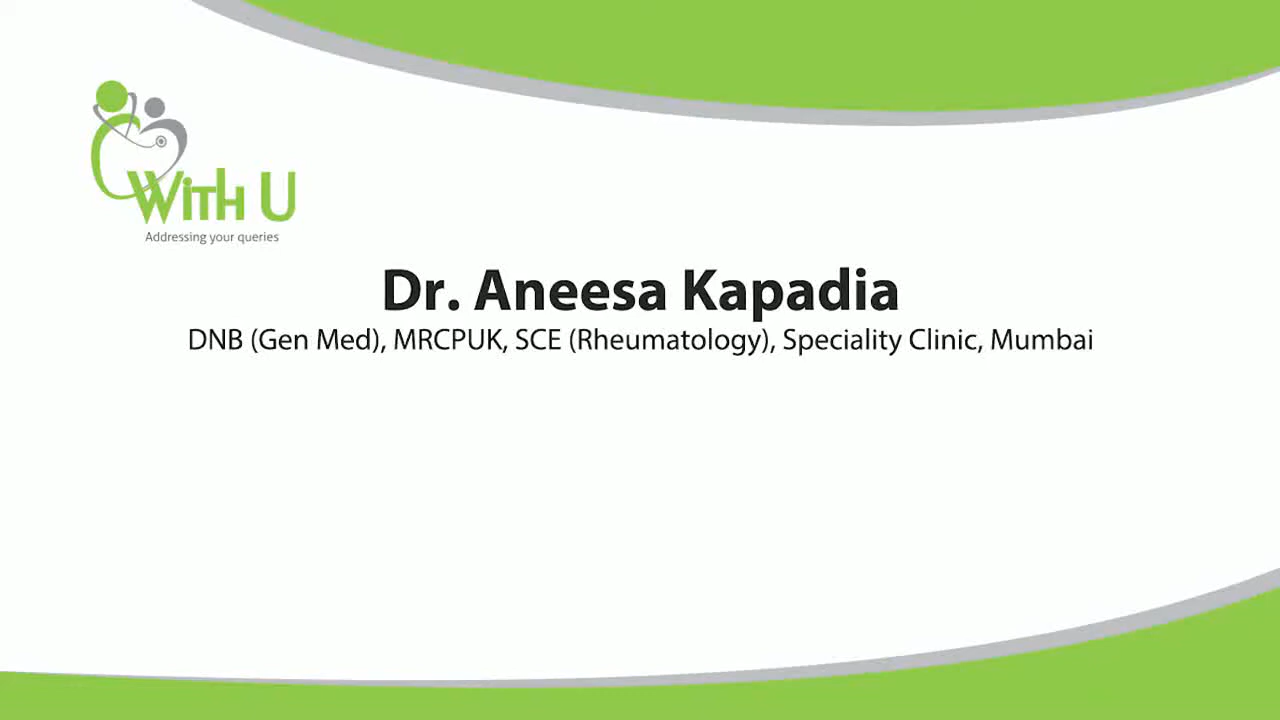 With U
Addressing your queries
Dr. Aneesa Kapadia
DNB (Gen Med), MRCPUK, SCE (Rheumatology), Speciality Clinic, Mumbai